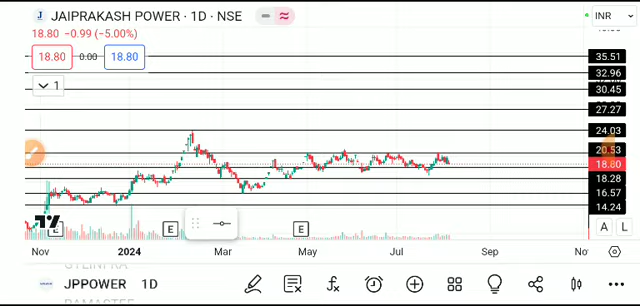 JAIPRAKASH POWER · 1D · NSE
INR
18.80 −0.99 (−5.00%)
18.80 0.00 18.80
1
35.51
32.96
30.45
27.27
24.03
20.53
18.80
18.28
16.57
14.24
E E E
A L
Nov 2024 Mar May Jul Sep
JPPOWER 1D